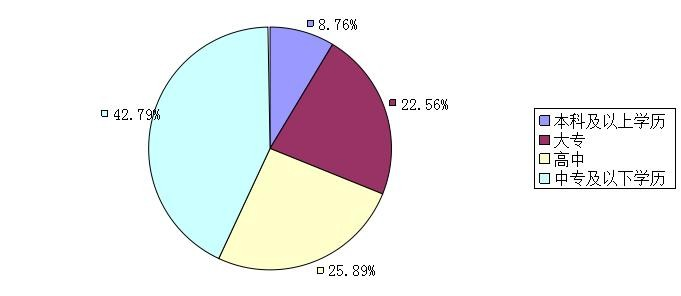 8.76%
22.56%
42.79%
25.89%
本科及以上学历
大专
高中
中专及以下学历